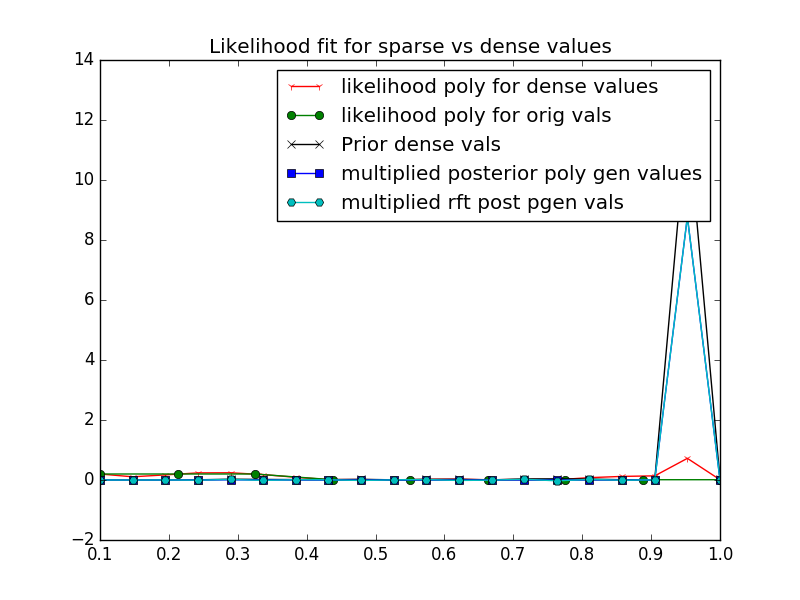 Likelihood fit for sparse vs dense values
14
12
10
8
6
4
2
0
−2
likelihood poly for dense values
likelihood poly for orig vals
Prior dense vals
multiplied posterior poly gen values
multiplied rft post pgen vals
0.1 0.2 0.3 0.4 0.5 0.6 0.7 0.8 0.9 1.0